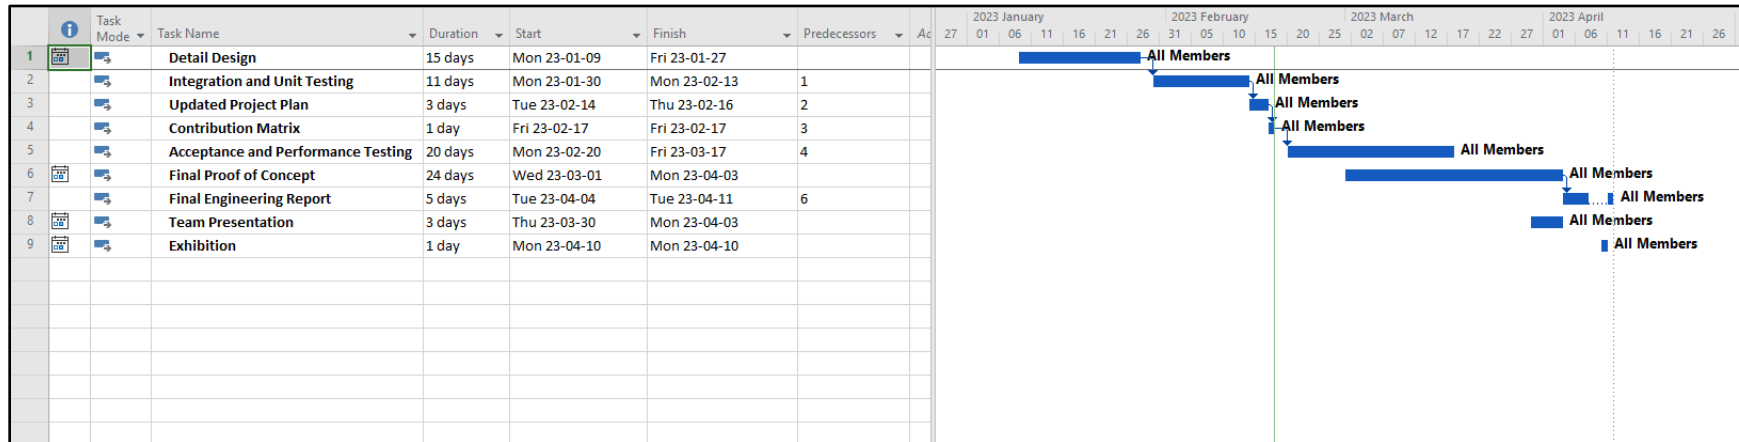 Task Mode Task Name Duration Start Finish Predecessors Ad
2023 January 2023 February 2023 March 2023 April
27 01 06 11 16 21 26 31 05 10 15 20 25 02 07 12 17 22 27 01 06 11 16 21 26
1 Detail Design 15 days Mon 23-01-09 Fri 23-01-27 All Members
2 Integration and Unit Testing 11 days Mon 23-01-30 Mon 23-02-13 1 All Members
3 Updated Project Plan 3 days Tue 23-02-14 Thu 23-02-16 2 All Members
4 Contribution Matrix 1 day Fri 23-02-17 Fri 23-02-17 3 All Members
5 Acceptance and Performance Testing 20 days Mon 23-02-20 Fri 23-03-17 4 All Members
6 Final Proof of Concept 24 days Wed 23-03-01 Mon 23-04-03 All Members
7 Final Engineering Report 5 days Tue 23-04-04 Tue 23-04-11 6 All Members
8 Team Presentation 3 days Thu 23-03-30 Mon 23-04-03 All Members
9 Exhibition 1 day Mon 23-04-10 Mon 23-04-10 All Members